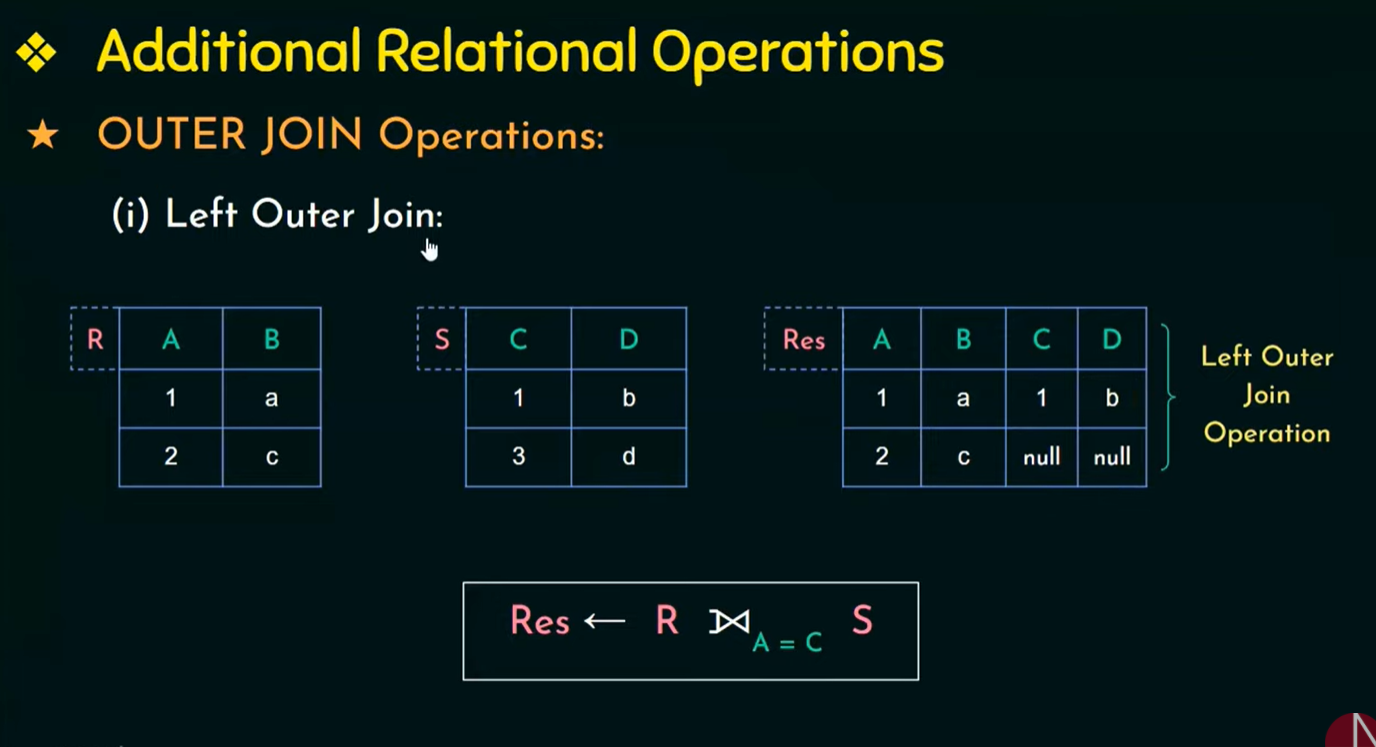 ❖ Additional Relational Operations
★ OUTER JOIN Operations:
(i) Left Outer Join:
R A B
1 a
2 c
S C D
1 b
3 d
Res A B C D
1 a 1 b
2 c null null
Left Outer
Join
Operation
Res ← R ⟕ A = C S
N